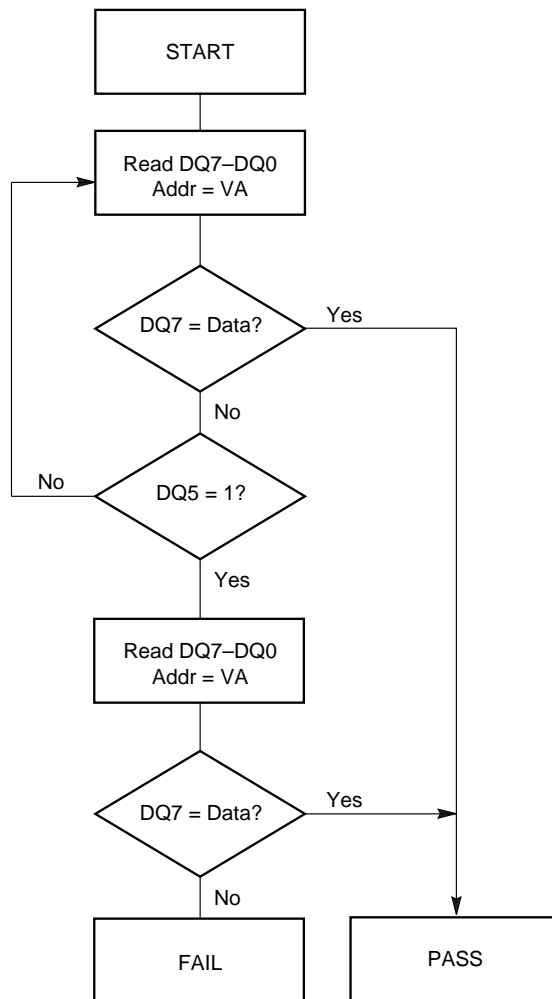 START
Read DQ7–DQ0
Addr = VA
DQ7 = Data?
Yes
No
No
DQ5 = 1?
Yes
Read DQ7–DQ0
Addr = VA
DQ7 = Data?
Yes
No
FAIL
PASS